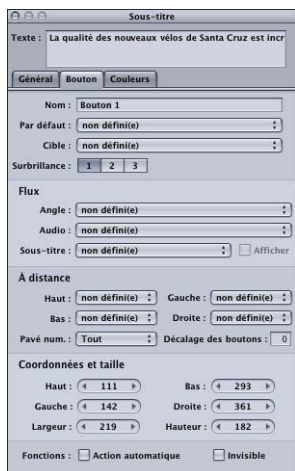 Sous-titre
Texte : La qualité des nouveaux vélos de Santa Cruz est incr
Général Bouton Couleurs
Nom : Bouton 1
Par défaut : non défini(e)
Cible : non défini(e)
Surbrillance : 1 2 3
Flux
Angle : non défini(e)
Audio : non défini(e)
Sous-titre : non défini(e) Afficher
À distance
Haut : non défini(e) Gauche : non défini(e)
Bas : non défini(e) Droite : non défini(e)
Pavé num. : Tout Décalage des boutons : 0
Coordonnées et taille
Haut : 111 Bas : 293
Gauche : 142 Droite : 361
Largeur : 219 Hauteur : 182
Fonctions : Action automatique Invisible